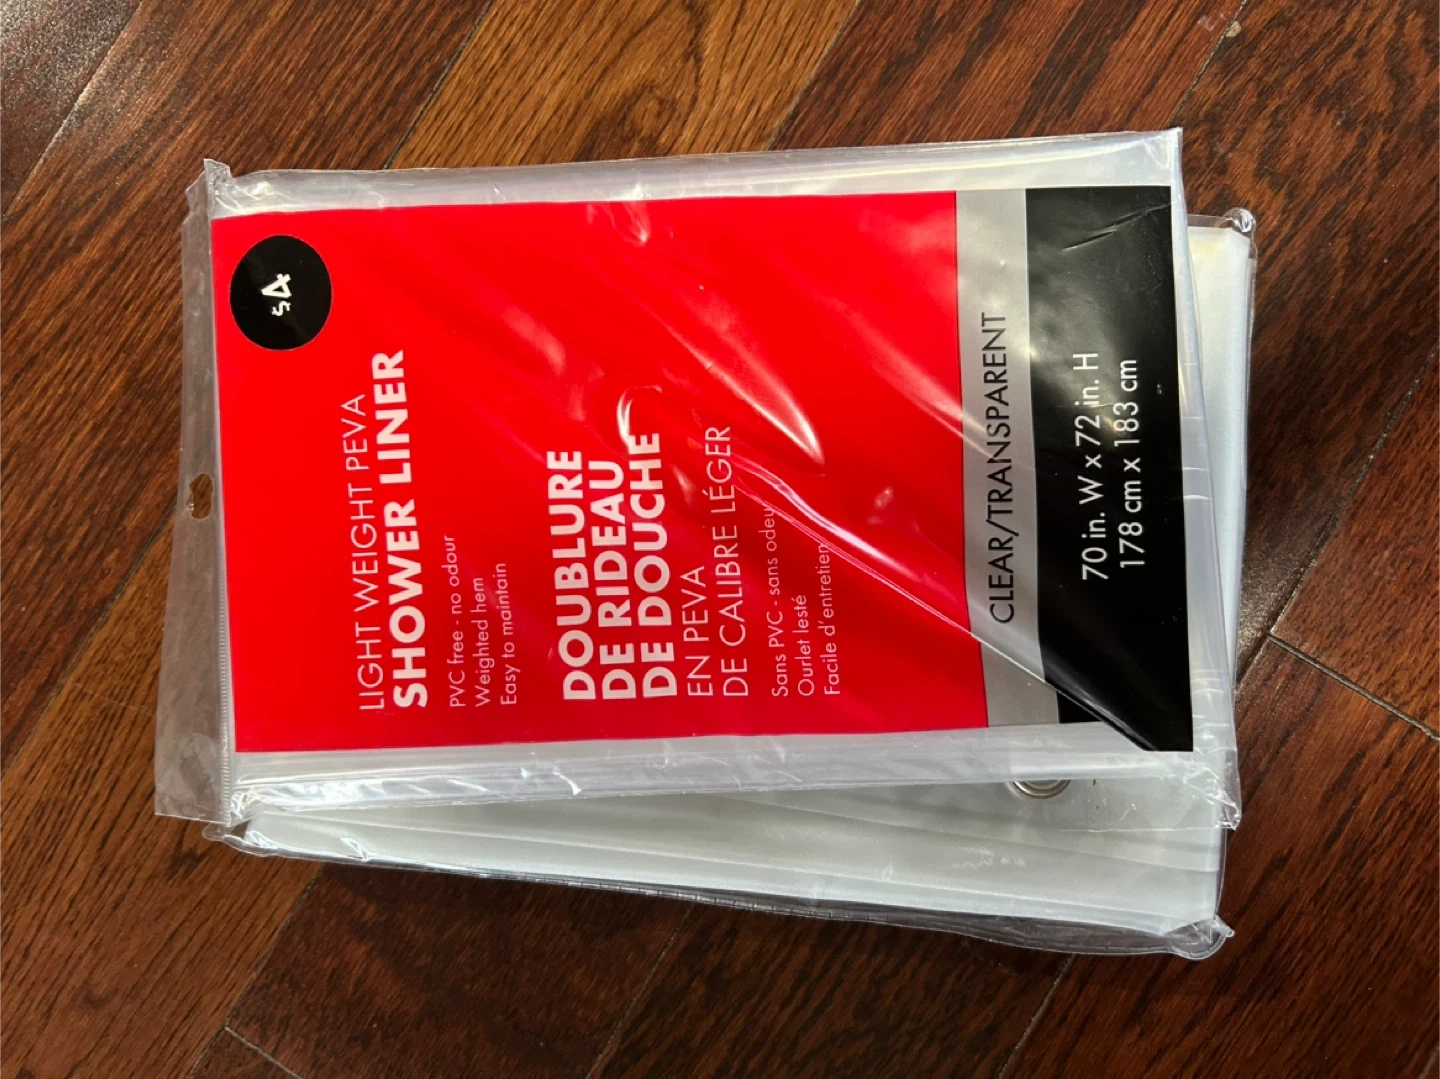 LIGHT WEIGHT PEVA
SHOWER LINER
PVC free - no odour
Weighted hem
Easy to maintain
DOUBLURE
DE RIDEAU
DE DOUCHE
EN PEVA
DE CALIBRE LÉGER
Sans PVC - sans odeu
Ourlet lesté
Facile d'entretien
CLEAR/TRANSPARENT
70 in. W x 72 in. H
178 cm x 183 cm